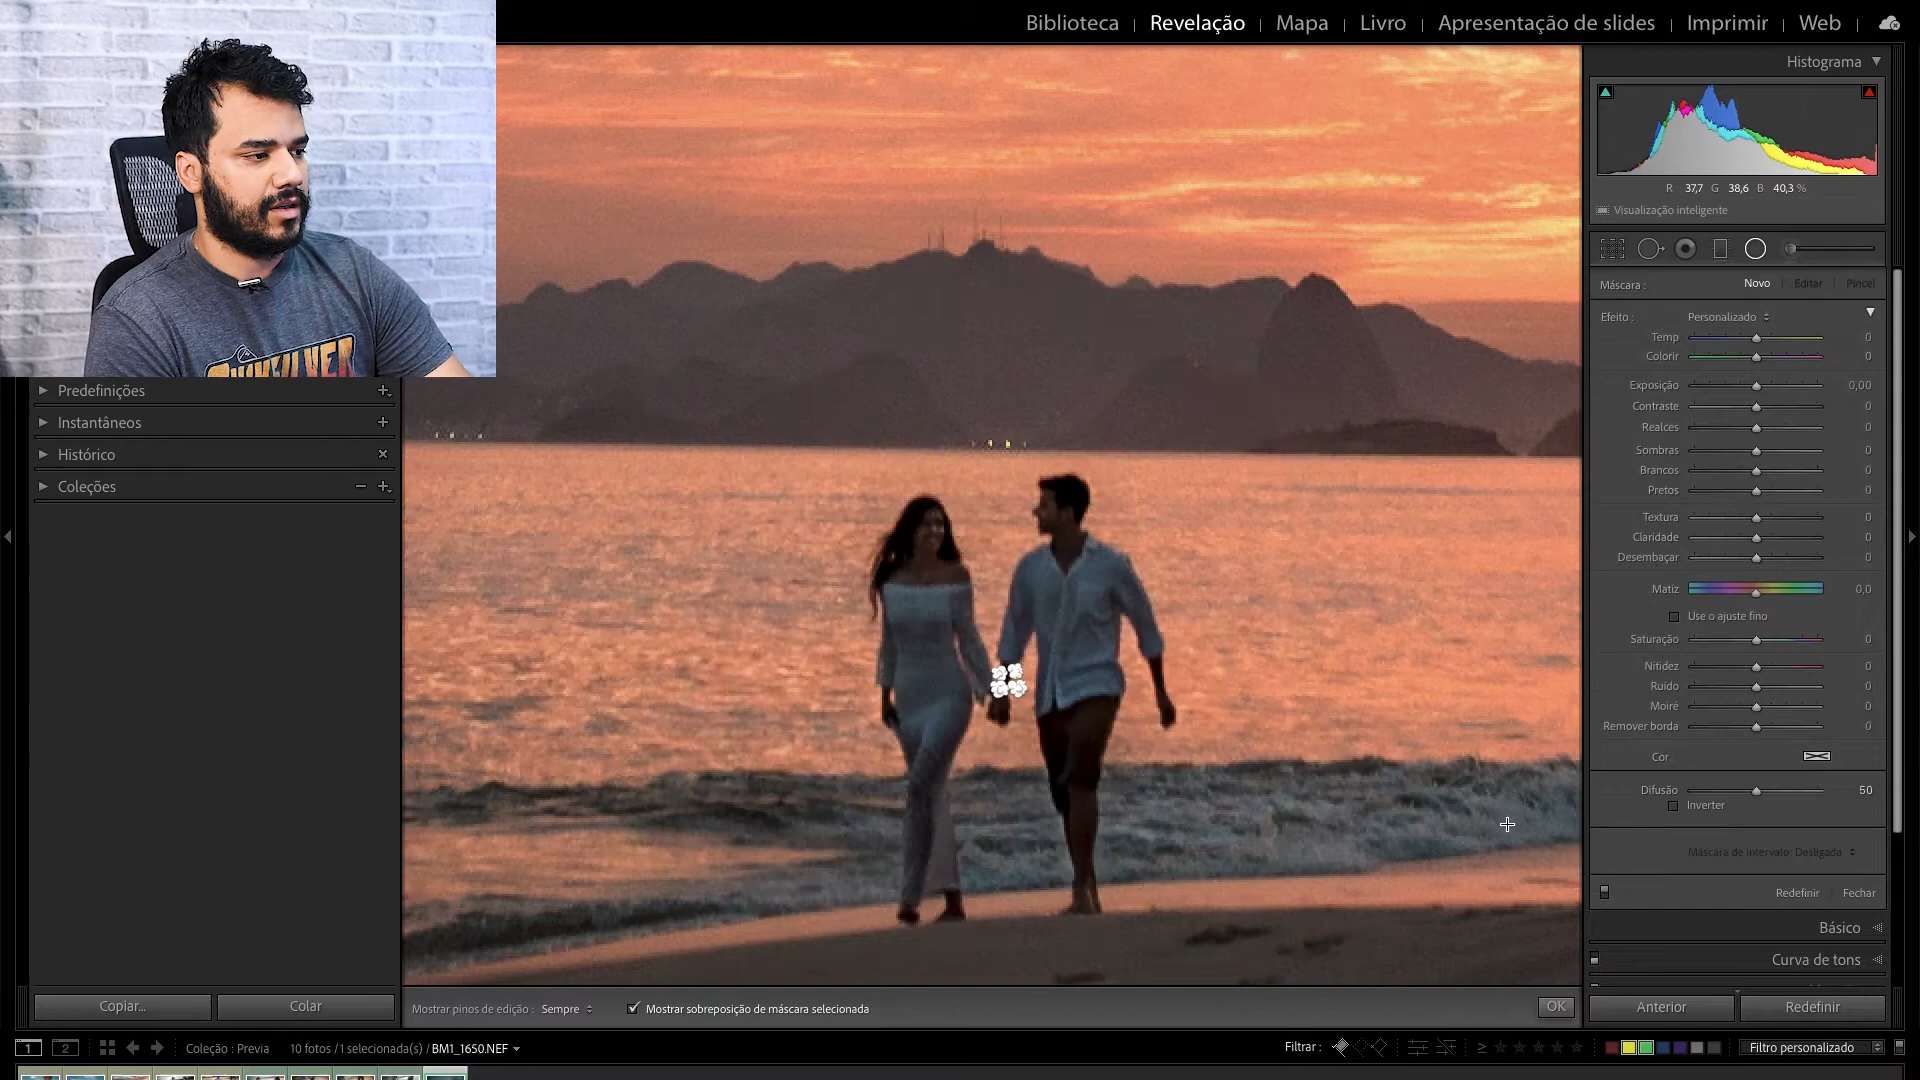 Biblioteca | Revelação | Mapa | Livro | Apresentação de slides | Imprimir | Web |
Histograma
R 37,7 G 38,6 B 40,3 %
Visualização inteligente
Máscara : Novo | Editar | Pincel
Efeito : Personalizado
Temp 0
Colorir 0
Exposição 0,00
Contraste 0
Realces 0
Sombras 0
Brancos 0
Pretos 0
Textura 0
Claridade 0
Desembaçar 0
Matiz 0,0
Use o ajuste fino
Saturação 0
Nitidez 0
Ruído 0
Moiré 0
Remover borda 0
Cor
Difusão 50
Inverter
Máscara de intervalo: Desligada
Redefinir | Fechar
Básico
Curva de tons
Anterior Redefinir
QUIKSILVER
Predefinições
Instantâneos
Histórico
Coleções
Copiar... Colar
Mostrar pinos de edição : Sempre Mostrar sobreposição de máscara selecionada OK
1 2 Coleção : Previa 10 fotos /1 selecionada(s) /BM1_1650.NEF Filtrar : ≥ Filtro personalizado